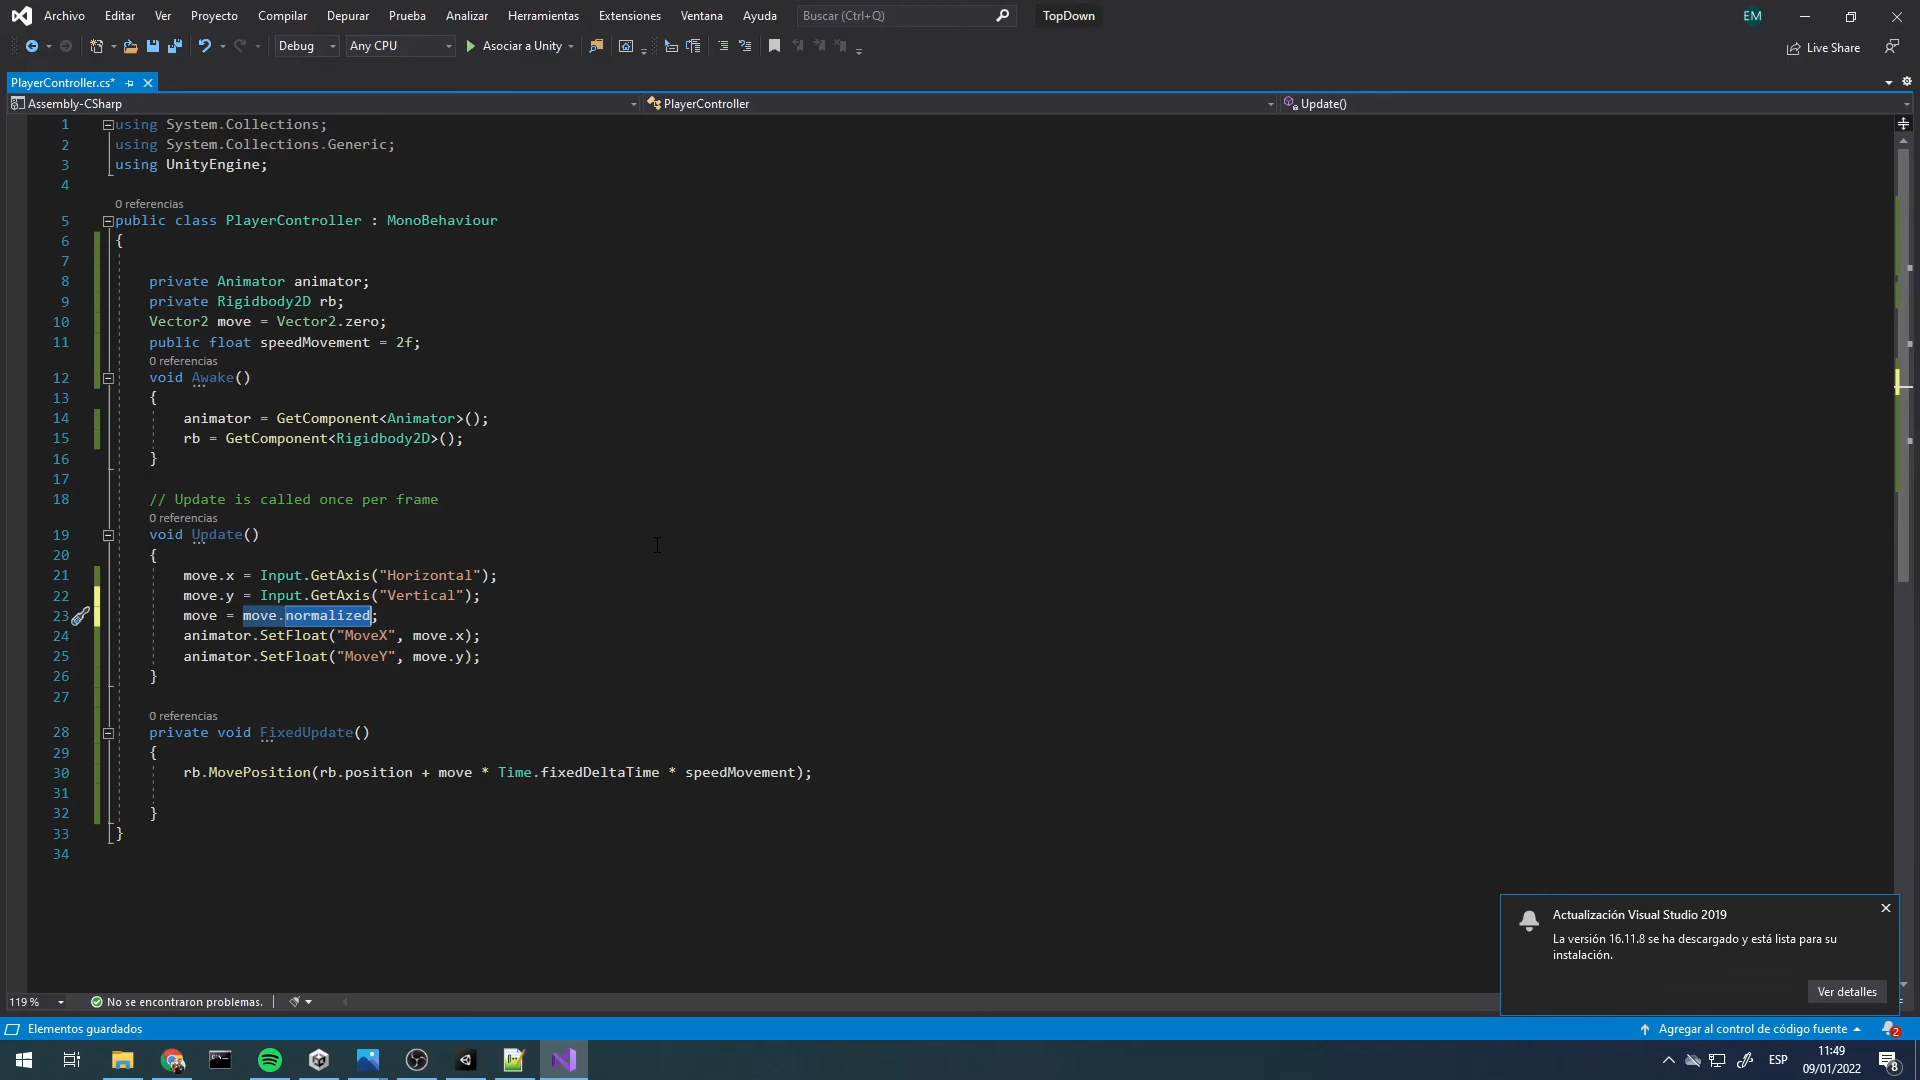 Archivo Editar Ver Proyecto Compilar Depurar Prueba Analizar Herramientas Extensiones Ventana Ayuda Buscar (Ctrl+Q) TopDown EM
Debug Any CPU Asociar a Unity Live Share
PlayerController.cs*
Assembly-CSharp PlayerController Update()
1 using System.Collections;
2 using System.Collections.Generic;
3 using UnityEngine;
4
0 referencias
5 public class PlayerController : MonoBehaviour
6 {
7
8 private Animator animator;
9 private Rigidbody2D rb;
10 Vector2 move = Vector2.zero;
11 public float speedMovement = 2f;
0 referencias
12 void Awake()
13 {
14 animator = GetComponent<Animator>();
15 rb = GetComponent<Rigidbody2D>();
16 }
17
18 // Update is called once per frame
0 referencias
19 void Update()
20 {
21 move.x = Input.GetAxis("Horizontal");
22 move.y = Input.GetAxis("Vertical");
23 move = move.normalized;
24 animator.SetFloat("MoveX", move.x);
25 animator.SetFloat("MoveY", move.y);
26 }
27
0 referencias
28 private void FixedUpdate()
29 {
30 rb.MovePosition(rb.position + move * Time.fixedDeltaTime * speedMovement);
31
32 }
33 }
34
Actualización Visual Studio 2019
La versión 16.11.8 se ha descargado y está lista para su
instalación.
Ver detalles
119 % No se encontraron problemas.
Elementos guardados Agregar al control de código fuente 2
ESP 11:49
09/01/2022 8